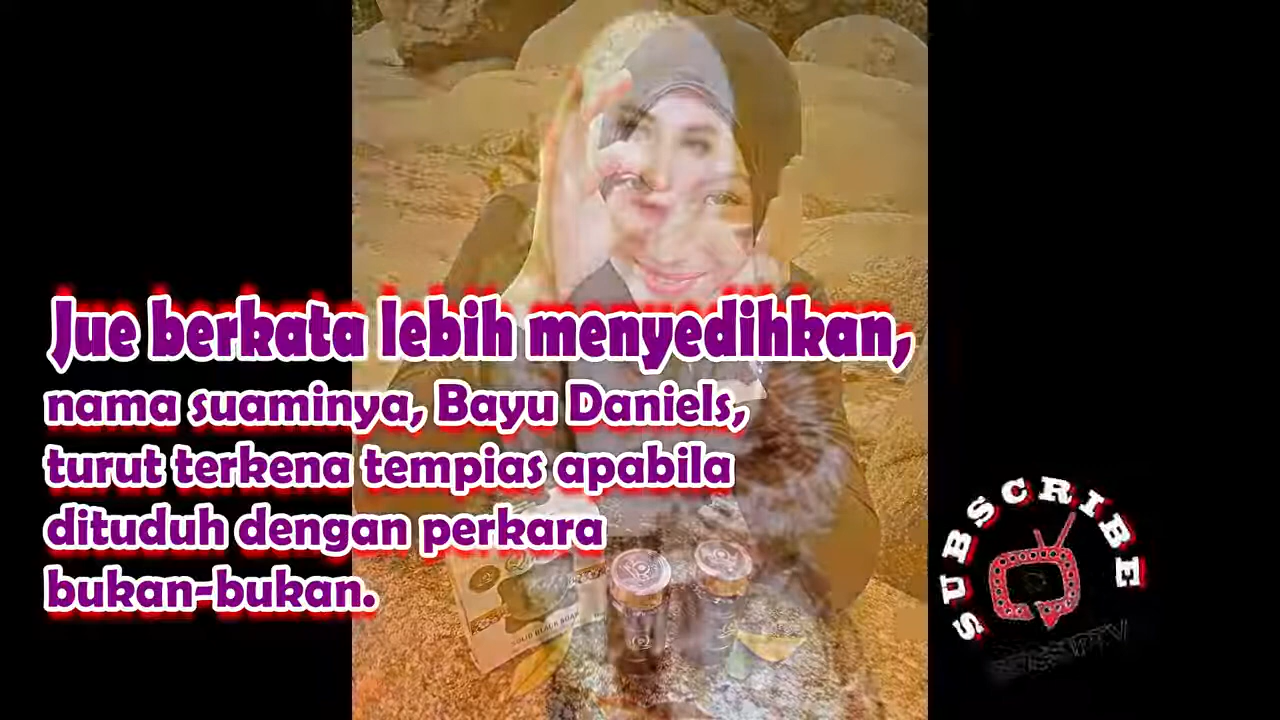 Jue berkata lebih menyedihkan,
nama suaminya, Bayu Daniels,
turut terkena tempias apabila
dituduh dengan perkara
bukan-bukan.
SUBSCRIBE